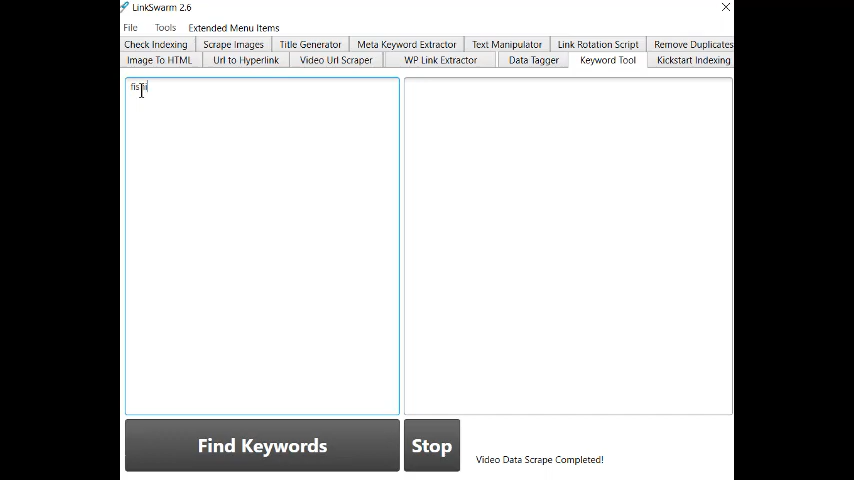 LinkSwarm 2.6
File Tools Extended Menu Items
Check Indexing Scrape Images Title Generator Meta Keyword Extractor Text Manipulator Link Rotation Script Remove Duplicates
Image To HTML Url to Hyperlink Video Url Scraper WP Link Extractor Data Tagger Keyword Tool Kickstart Indexing
Find Keywords Stop Video Data Scrape Completed!